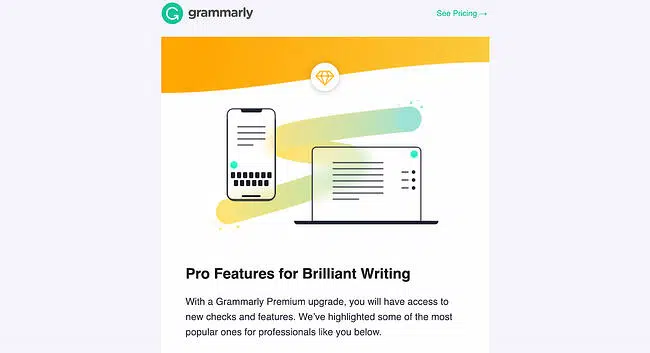 grammarly
See Pricing →
Pro Features for Brilliant Writing
With a Grammarly Premium upgrade, you will have access to
new checks and features. We've highlighted some of the most
popular ones for professionals like you below.